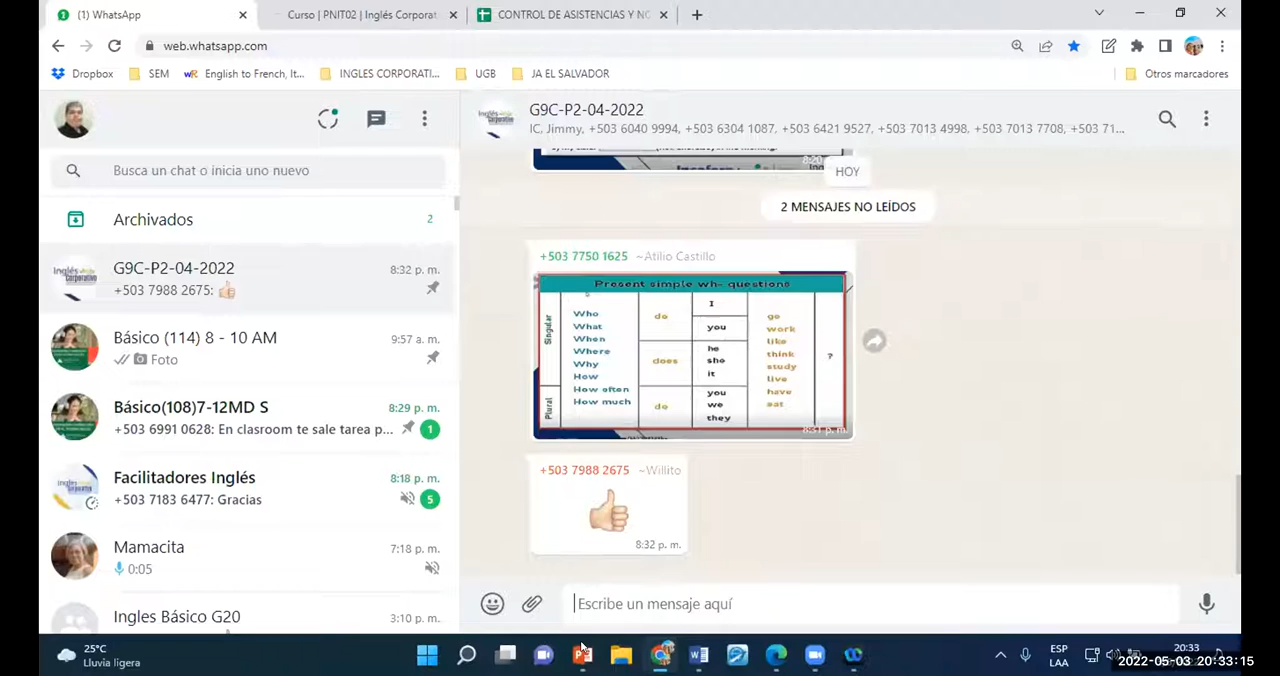 (1) WhatsApp
Curso | PNIT02 | Inglés Corporat
CONTROL DE ASISTENCIAS Y NO
web.whatsapp.com
Dropbox
SEM
English to French, It...
INGLES CORPORATI...
UGB
JA EL SALVADOR
Otros marcadores
G9C-P2-04-2022
IC, Jimmy, +503 6040 9994, +503 6304 1087, +503 6421 9527, +503 7013 4998, +503 7013 7708, +503 71...
Busca un chat o inicia uno nuevo
Archivados
2
G9C-P2-04-2022
8:32 p. m.
+503 7988 2675:
Básico (114) 8 - 10 AM
9:57 a. m.
Foto
Básico(108)7-12MD S
8:29 p. m.
+503 6991 0628: En clasroom te sale tarea p...
1
Facilitadores Inglés
8:18 p. m.
+503 7183 6477: Gracias
5
Mamacita
7:18 p. m.
0:05
Ingles Básico G20
3:10 p. m.
8:20
HOY
2 MENSAJES NO LEÍDOS
+503 7750 1625 ~Atilio Castillo
Present simple wh- questions
Singular
Plural
Who
What
When
Where
Why
How
How often
How much
do
does
do
I
you
he
she
it
you
we
they
go
work
like
think
study
live
have
eat
?
8:31 p. m.
+503 7988 2675 ~Willito
8:32 p. m.
Escribe un mensaje aquí
25°C
Lluvia ligera
ESP
LAA
20:33
2022-05-03 20:33:15